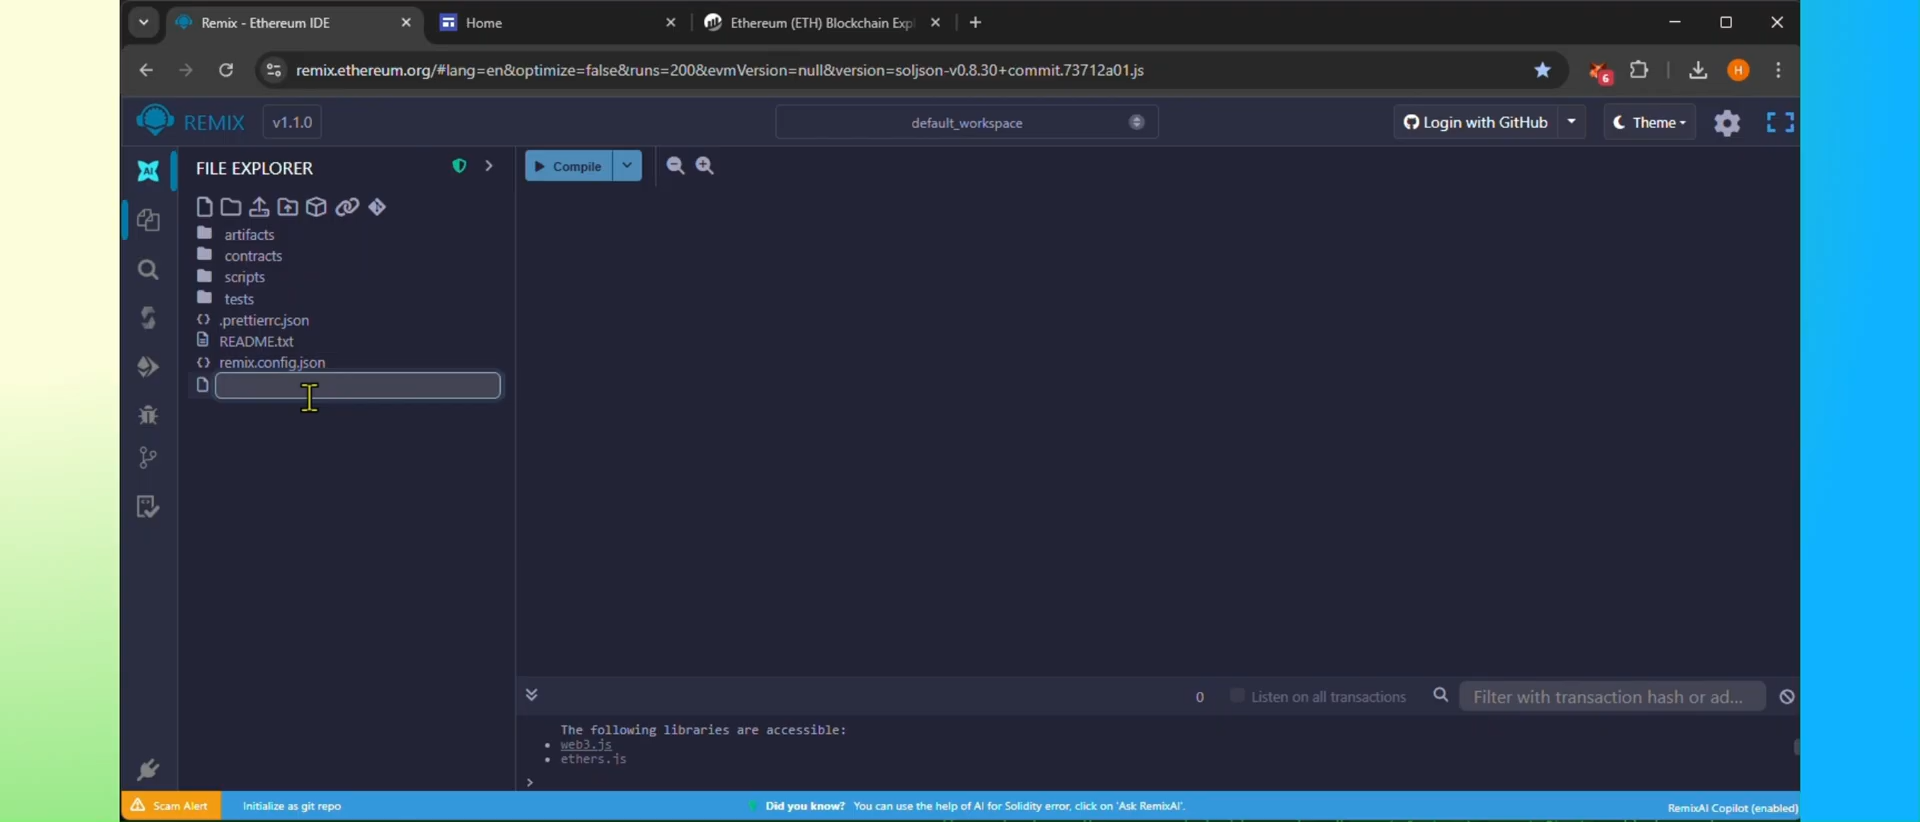 Remix - Ethereum IDE
Home
Ethereum (ETH) Blockchain Exp
remix.ethereum.org/#lang=en&optimize=false&runs=200&evmVersion=null&version=soljson-v0.8.30+commit.73712a01.js
6
H
REMIX
v1.1.0
default_workspace
Login with GitHub
Theme
AI
FILE EXPLORER
Compile
artifacts
contracts
scripts
tests
.prettierrc.json
README.txt
remix.config.json
0
Listen on all transactions
Filter with transaction hash or ad...
The following libraries are accessible:
• web3.js
• ethers.js
>
Scam Alert
Initialize as git repo
Did you know? You can use the help of AI for Solidity error, click on 'Ask RemixAI'.
RemixAI Copilot (enabled)